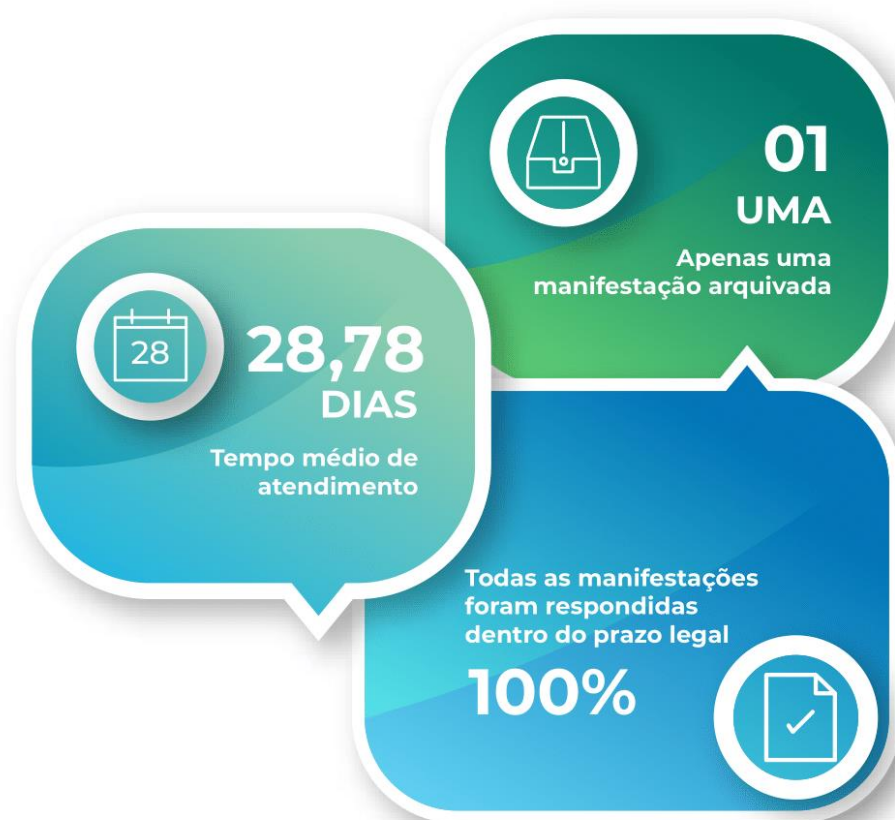 01
UMA
Apenas uma
manifestação arquivada
28
28,78
DIAS
Tempo médio de
atendimento
Todas as manifestações
foram respondidas
dentro do prazo legal
100%